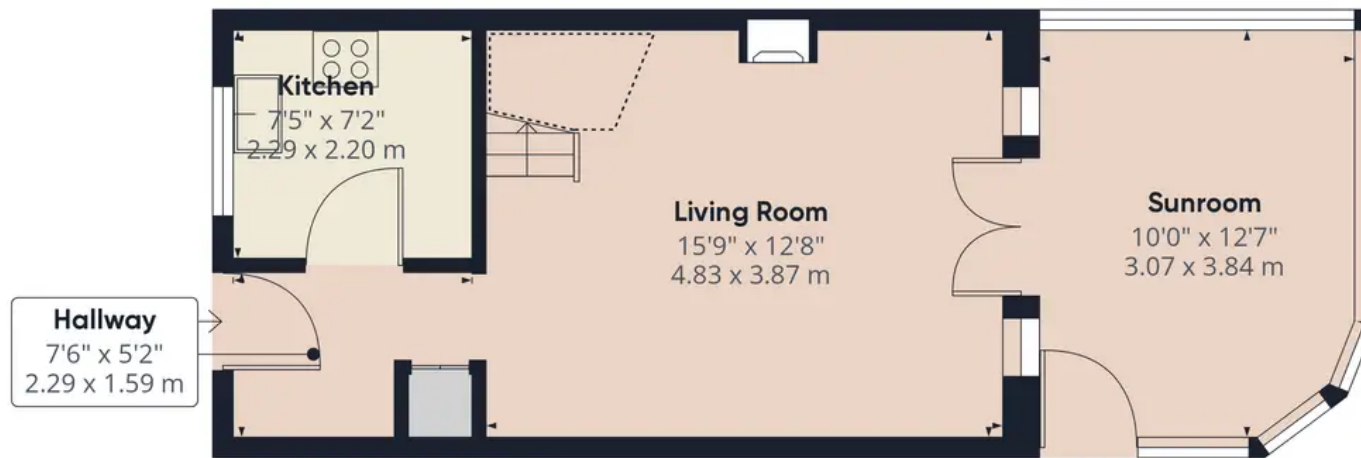 Kitchen
7'5" x 7'2"
2.29 x 2.20 m
Living Room
15'9" x 12'8"
4.83 x 3.87 m
Sunroom
10'0" x 12'7"
3.07 x 3.84 m
Hallway
7'6" x 5'2"
2.29 x 1.59 m